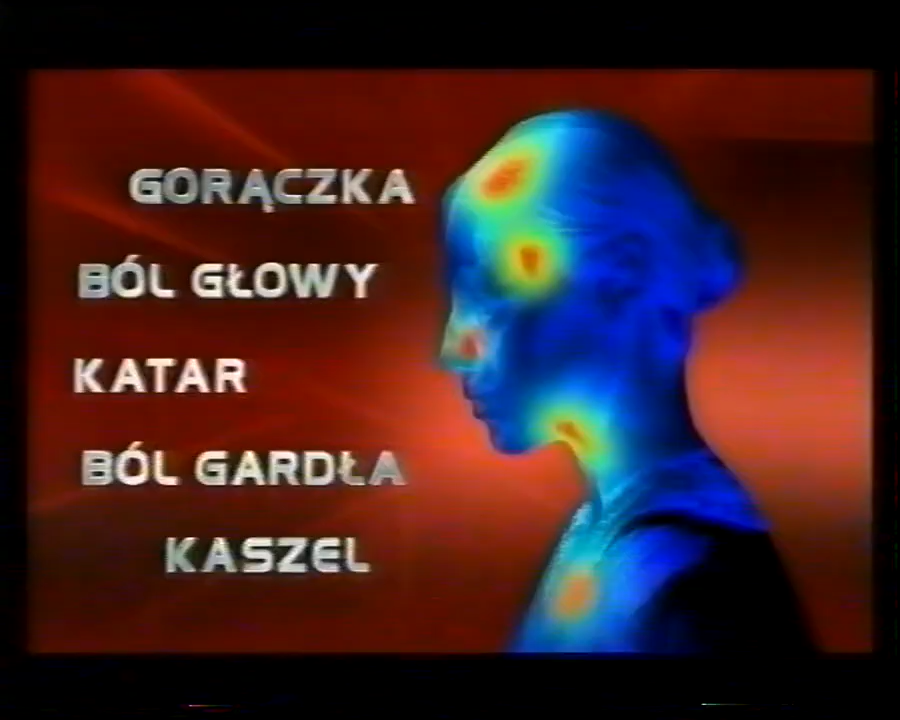 GORĄCZKA
BÓL GŁOWY
KATAR
BÓL GARDŁA
KASZEL